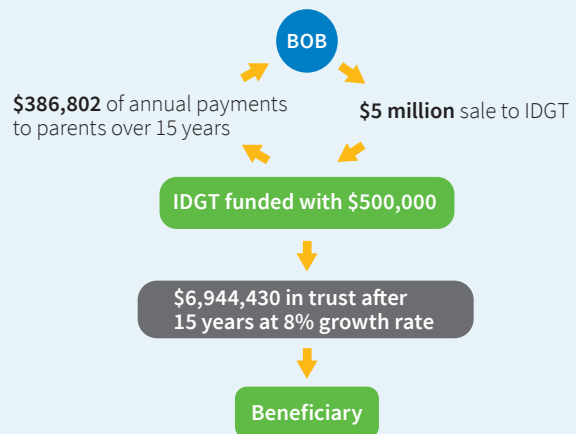 BOB
$386,802 of annual payments
to parents over 15 years
$5 million sale to IDGT
IDGT funded with $500,000
$6,944,430 in trust after
15 years at 8% growth rate
Beneficiary